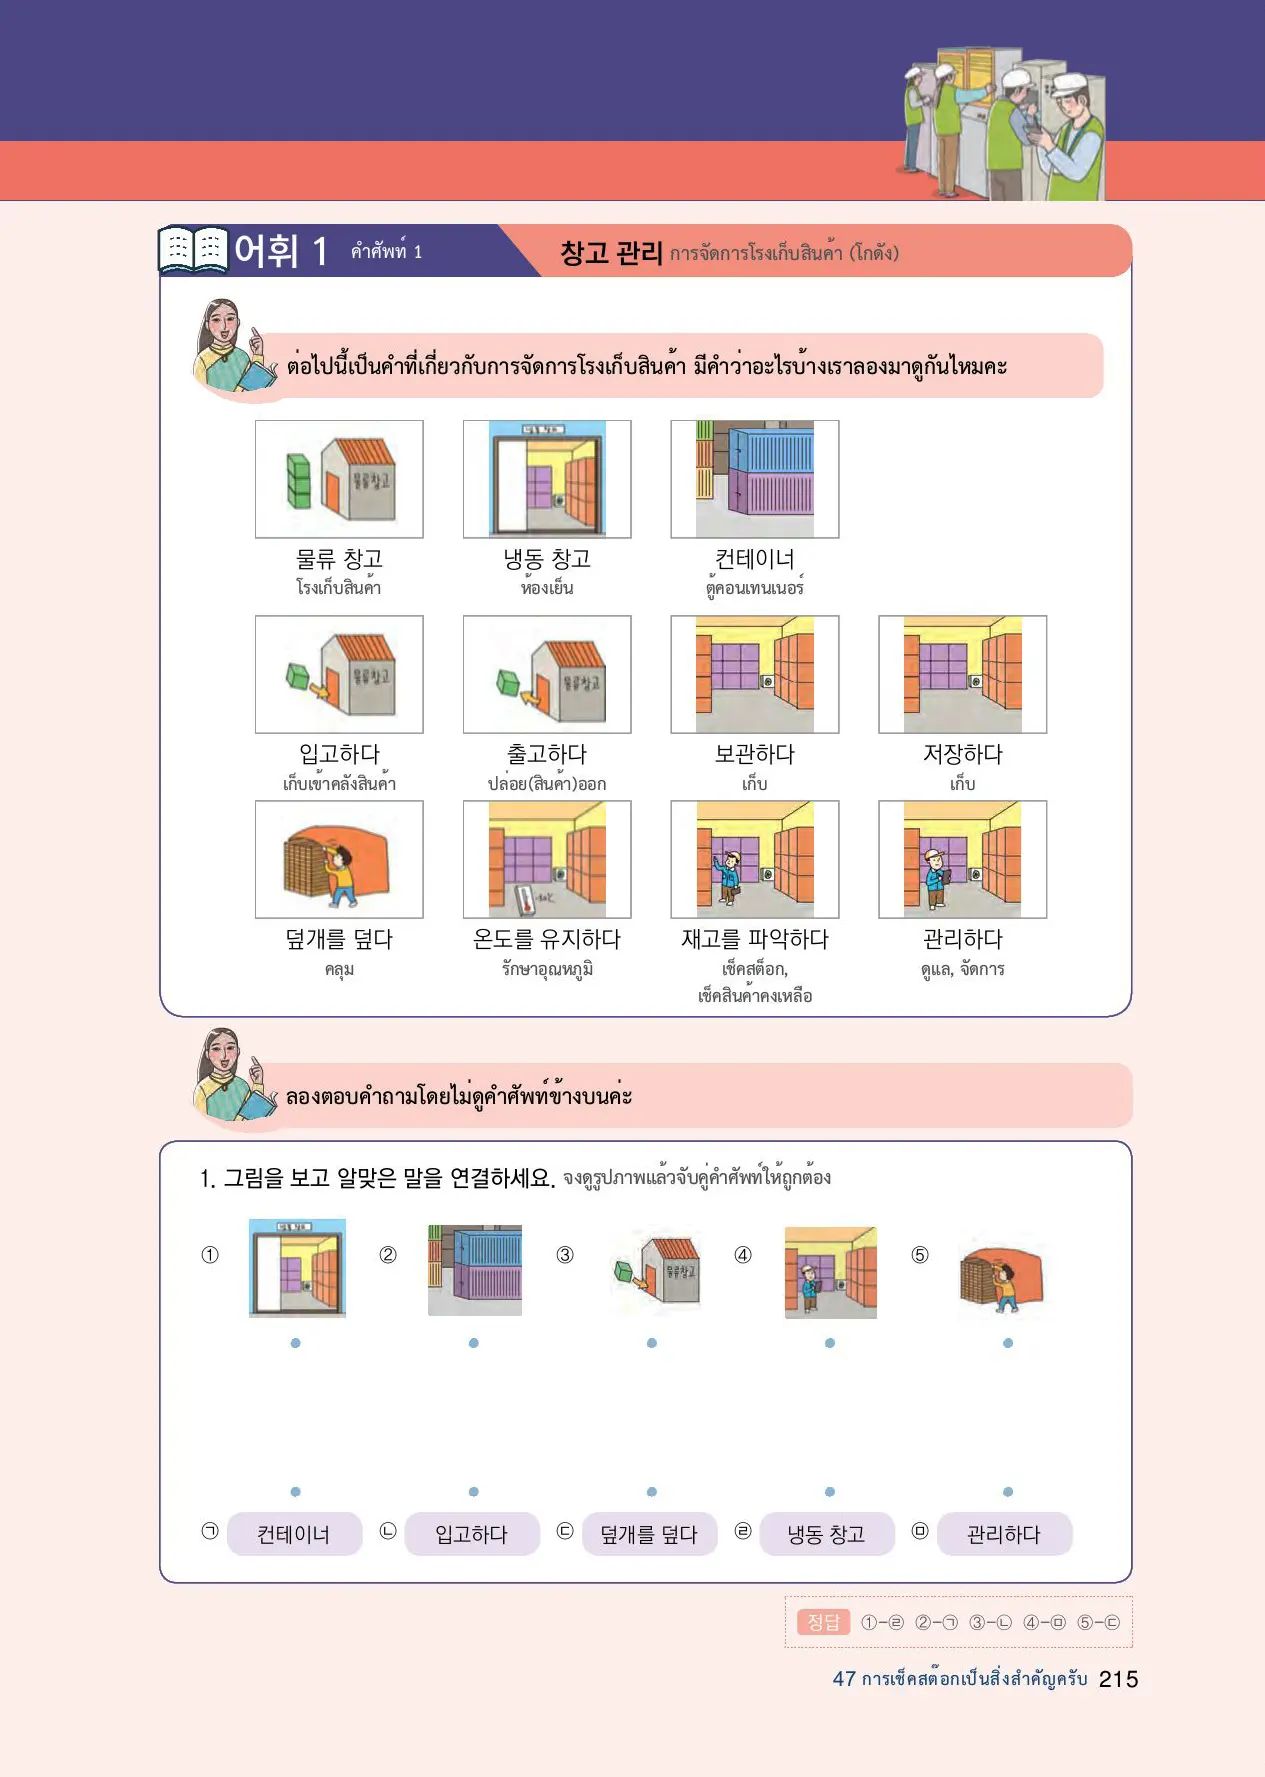 어휘 1 คำศัพท์ 1 창고 관리 การจัดการโรงเก็บสินค้า (โกดัง)
ต่อไปนี้เป็นคำที่เกี่ยวกับการจัดการโรงเก็บสินค้า มีคำว่าอะไรบ้างเราลองมาดูกันไหมคะ
물류창고
물류 창고 냉동 창고 컨테이너
โรงเก็บสินค้า ห้องเย็น ตู้คอนเทนเนอร์
물류창고 물류창고
입고하다 출고하다 보관하다 저장하다
เก็บเข้าคลังสินค้า ปล่อย(สินค้า)ออก เก็บ เก็บ
덮개를 덮다 온도를 유지하다 재고를 파악하다 관리하다
คลุม รักษาอุณหภูมิ เช็คสต็อก, ดูแล, จัดการ
เช็คสินค้าคงเหลือ
ลองตอบคำถามโดยไม่ดูคำศัพท์ข้างบนค่ะ
1. 그림을 보고 알맞은 말을 연결하세요. จงดูรูปภาพแล้วจับคู่คำศัพท์ให้ถูกต้อง
① ② ③ ④ ⑤
물류창고
㉠ 컨테이너 ㉡ 입고하다 ㉢ 덮개를 덮다 ㉣ 냉동 창고 ㉤ 관리하다
정답 ①-㉣ ②-㉠ ③-㉡ ④-㉤ ⑤-㉢
47 การเช็คสต๊อกเป็นสิ่งสำคัญครับ 215